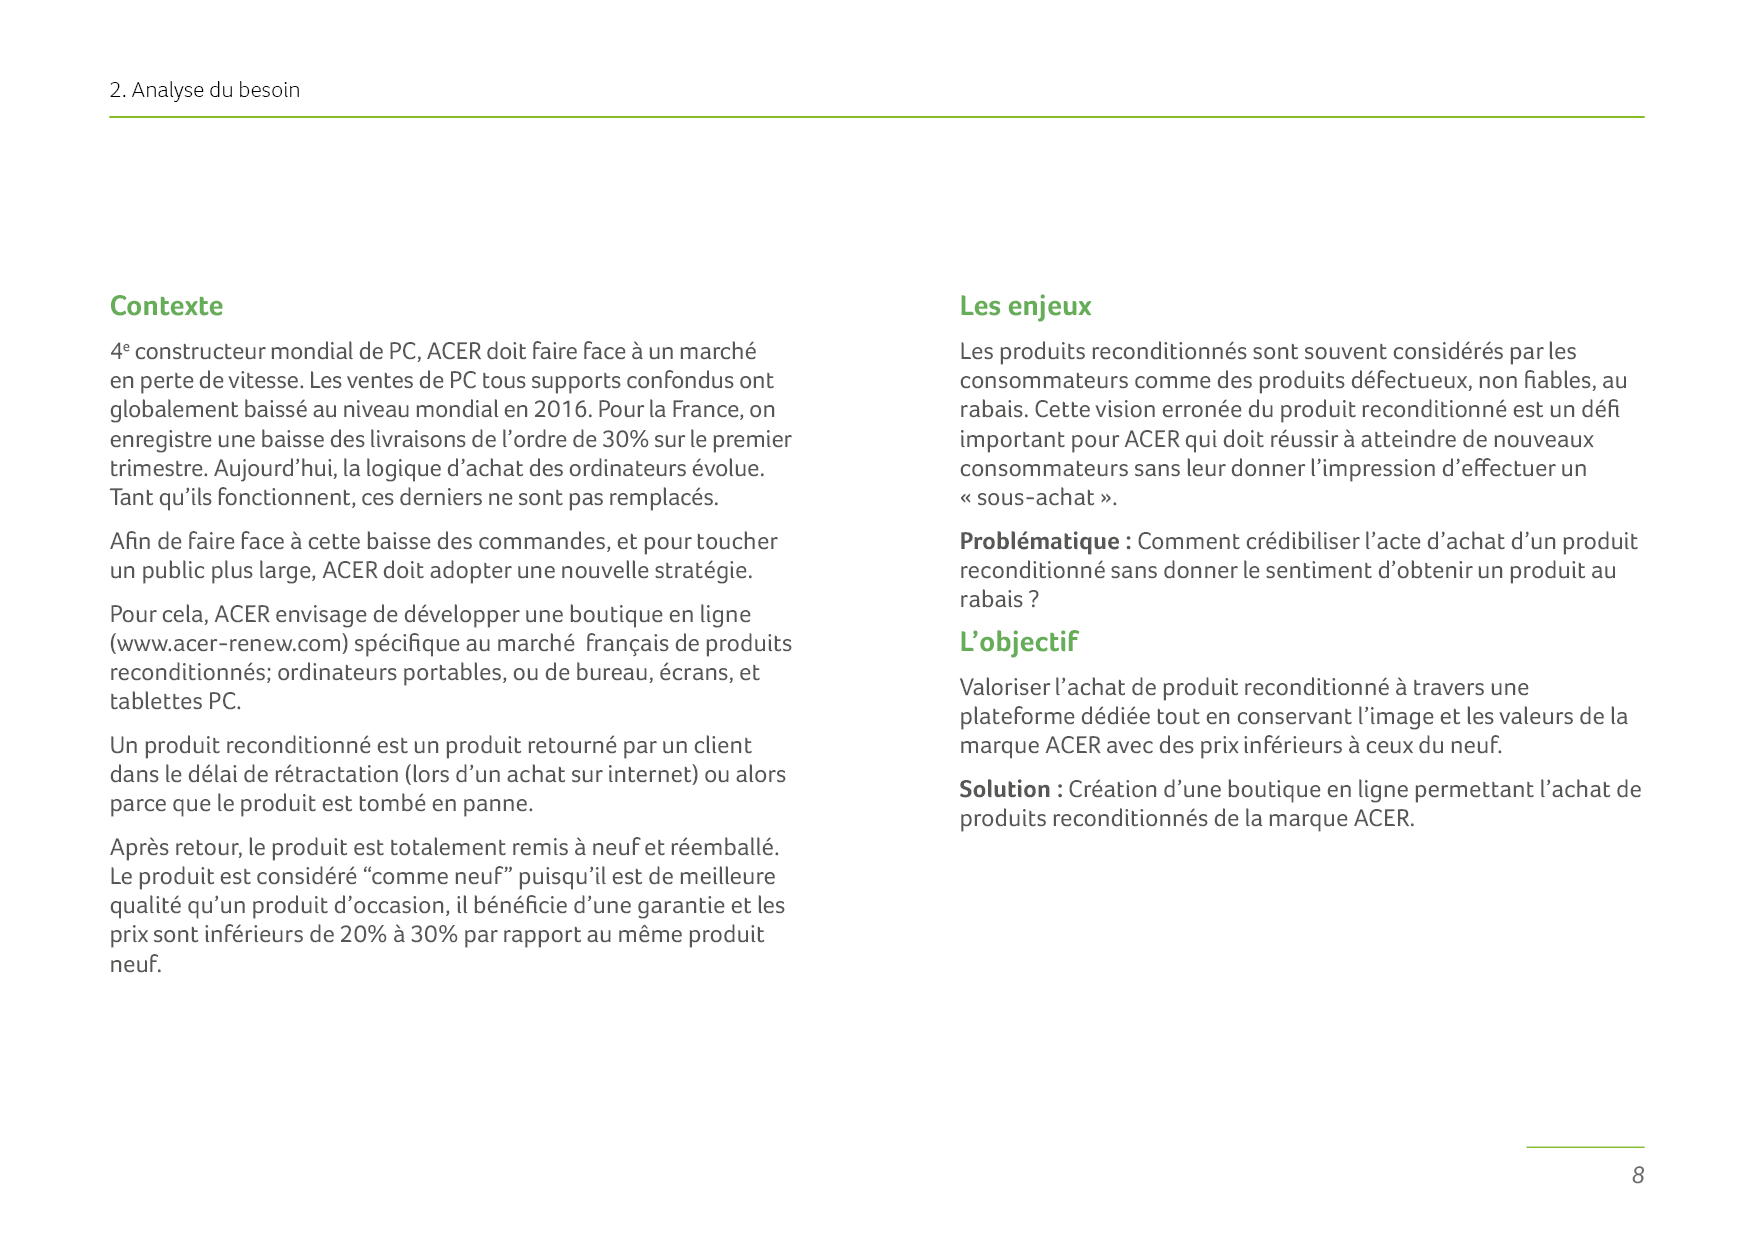 2. Analyse du besoin
Contexte
4e constructeur mondial de PC, ACER doit faire face à un marché
en perte de vitesse. Les ventes de PC tous supports confondus ont
globalement baissé au niveau mondial en 2016. Pour la France, on
enregistre une baisse des livraisons de l’ordre de 30% sur le premier
trimestre. Aujourd’hui, la logique d’achat des ordinateurs évolue.
Tant qu’ils fonctionnent, ces derniers ne sont pas remplacés.
Afin de faire face à cette baisse des commandes, et pour toucher
un public plus large, ACER doit adopter une nouvelle stratégie.
Pour cela, ACER envisage de développer une boutique en ligne
(www.acer-renew.com) spécifique au marché  français de produits
reconditionnés; ordinateurs portables, ou de bureau, écrans, et
tablettes PC.
Un produit reconditionné est un produit retourné par un client
dans le délai de rétractation (lors d’un achat sur internet) ou alors
parce que le produit est tombé en panne.
Après retour, le produit est totalement remis à neuf et réemballé.
Le produit est considéré “comme neuf” puisqu’il est de meilleure
qualité qu’un produit d’occasion, il bénéficie d’une garantie et les
prix sont inférieurs de 20% à 30% par rapport au même produit
neuf.
Les enjeux
Les produits reconditionnés sont souvent considérés par les
consommateurs comme des produits défectueux, non fiables, au
rabais. Cette vision erronée du produit reconditionné est un défi
important pour ACER qui doit réussir à atteindre de nouveaux
consommateurs sans leur donner l’impression d’effectuer un
« sous-achat ».
Problématique : Comment crédibiliser l’acte d’achat d’un produit
reconditionné sans donner le sentiment d’obtenir un produit au
rabais ?
L’objectif
Valoriser l’achat de produit reconditionné à travers une
plateforme dédiée tout en conservant l’image et les valeurs de la
marque ACER avec des prix inférieurs à ceux du neuf.
Solution : Création d’une boutique en ligne permettant l’achat de
produits reconditionnés de la marque ACER.
8